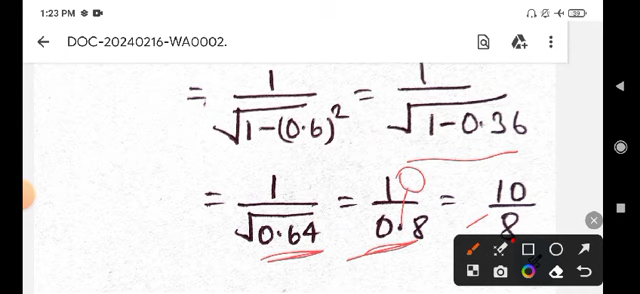 1:23 PM 39
DOC-20240216-WA0002.
= 1/√(1-(0.6)²) = 1/√(1-0.36)
= 1/√0.64 = 1/0.8 = 10/8